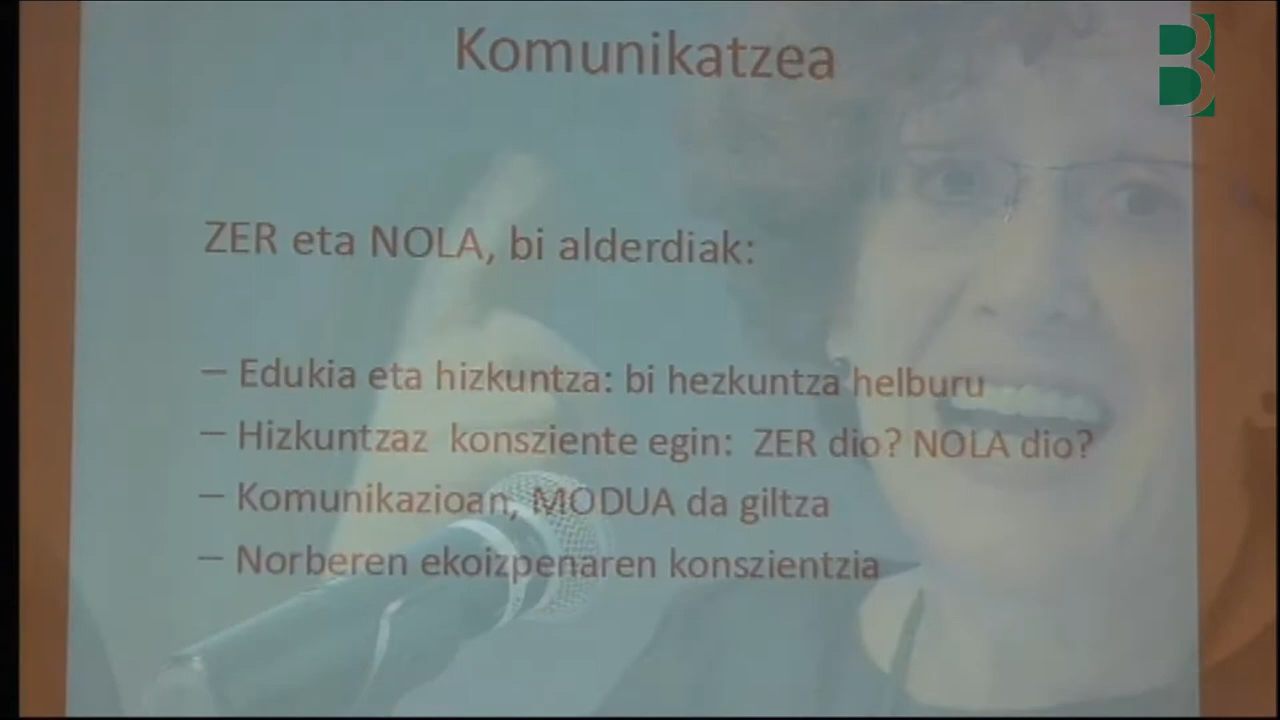 Komunikatzea
B
ZER eta NOLA, bi alderdiak:
– Edukia eta hizkuntza: bi hezkuntza helburu
– Hizkuntzaz konsziente egin: ZER dio? NOLA dio?
– Komunikazioan, MODUA da giltza
– Norberen ekoizpenaren konszientzia